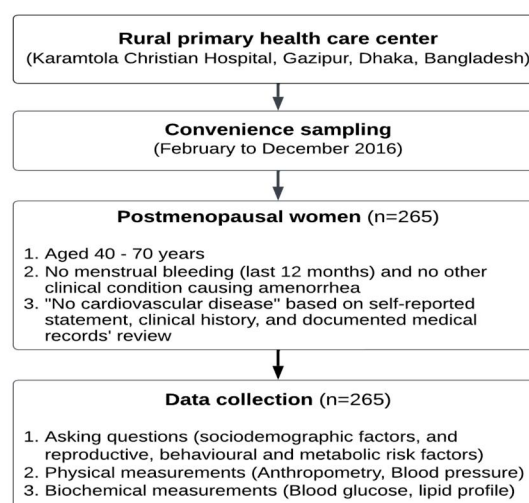 Rural primary health care center
(Karamtola Christian Hospital, Gazipur, Dhaka, Bangladesh)
Convenience sampling
(February to December 2016)
Postmenopausal women (n=265)
1. Aged 40 - 70 years
2. No menstrual bleeding (last 12 months) and no other
clinical condition causing amenorrhea
3. "No cardiovascular disease" based on self-reported
statement, clinical history, and documented medical
records' review
Data collection (n=265)
1. Asking questions (sociodemographic factors, and
reproductive, behavioural and metabolic risk factors)
2. Physical measurements (Anthropometry, Blood pressure)
3. Biochemical measurements (Blood glucose, lipid profile)